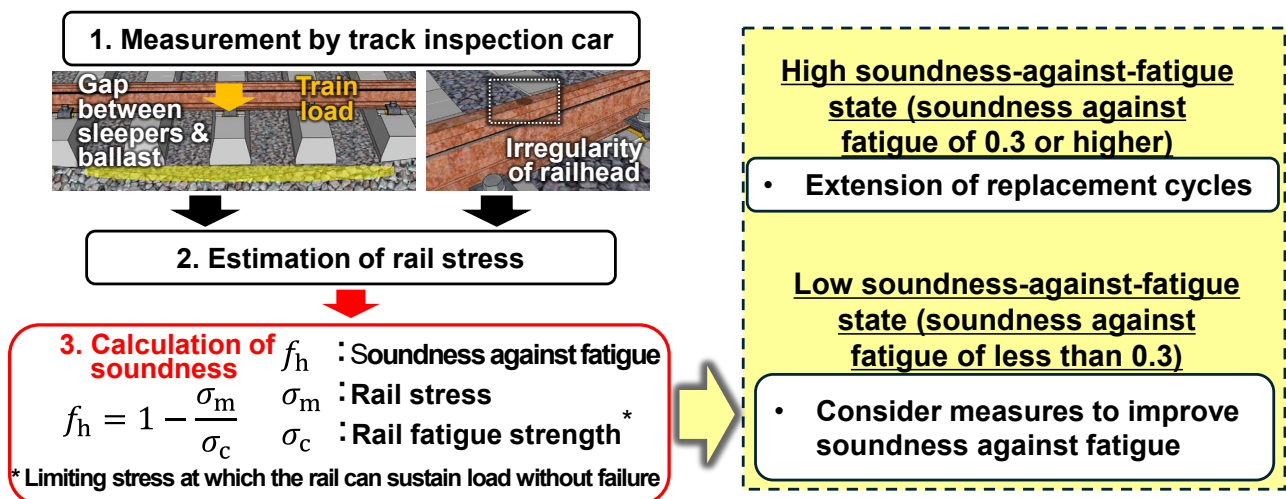 1. Measurement by track inspection car
Gap
between
sleepers &
ballast
Train
load
Irregularity
of railhead
2. Estimation of rail stress
3. Calculation of
soundness
fh = 1 − σm/σc
fh : Soundness against fatigue
σm : Rail stress
σc : Rail fatigue strength*
* Limiting stress at which the rail can sustain load without failure
High soundness-against-fatigue
state (soundness against
fatigue of 0.3 or higher)
• Extension of replacement cycles
Low soundness-against-fatigue
state (soundness against
fatigue of less than 0.3)
• Consider measures to improve
soundness against fatigue